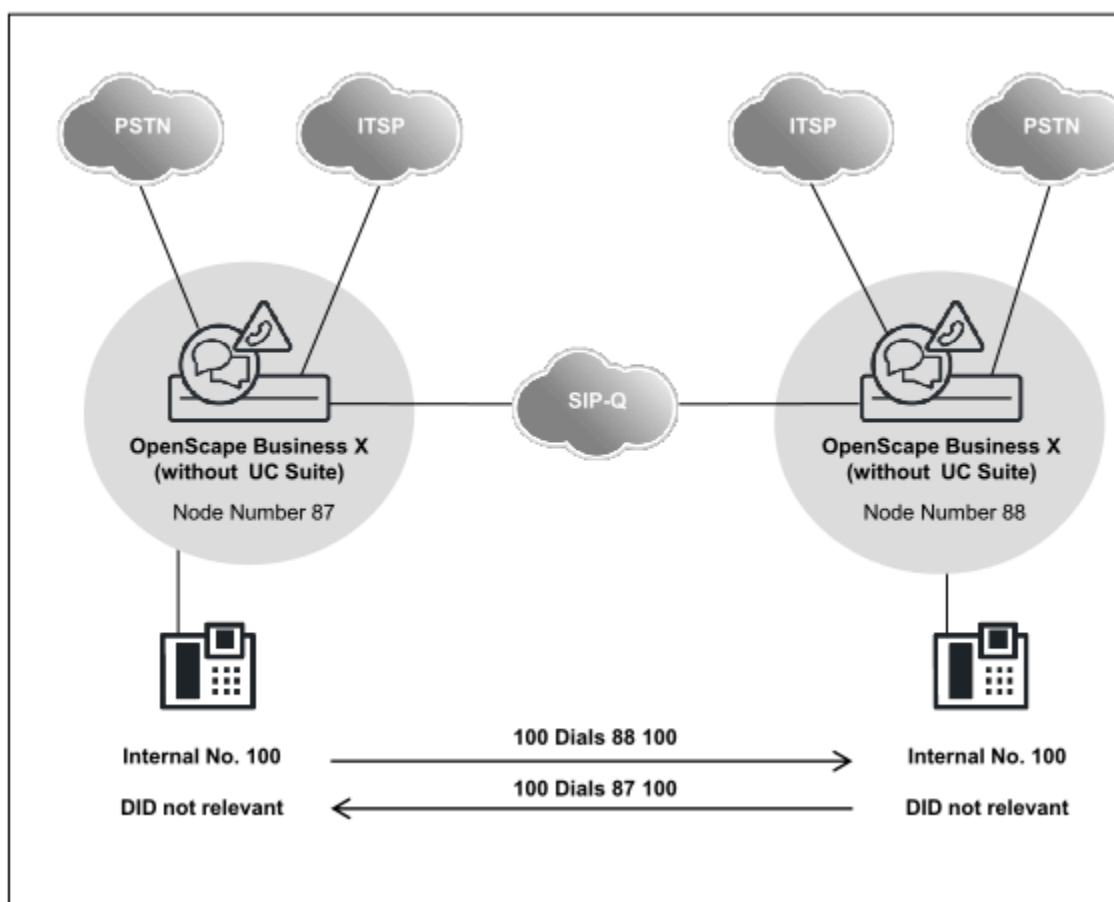 PSTN
ITSP
ITSP
PSTN
SIP-Q
OpenScape Business X
(without UC Suite)
Node Number 87
OpenScape Business X
(without UC Suite)
Node Number 88
100 Dials 88 100
Internal No. 100
Internal No. 100
100 Dials 87 100
DID not relevant
DID not relevant